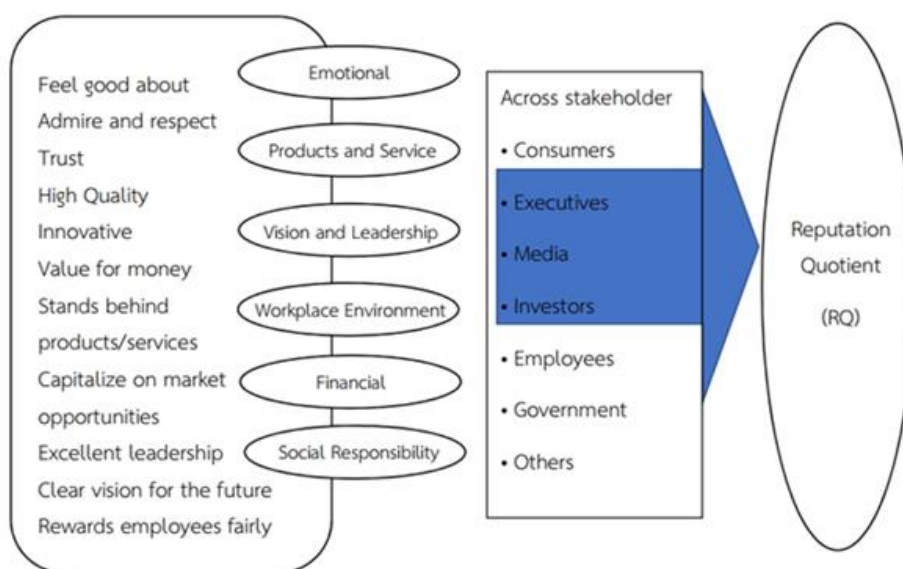 Feel good about
Admire and respect
Trust
High Quality
Innovative
Value for money
Stands behind
products/services
Capitalize on market
opportunities
Excellent leadership
Clear vision for the future
Rewards employees fairly
Emotional
Products and Service
Vision and Leadership
Workplace Environment
Financial
Social Responsibility
Across stakeholder
• Consumers
• Executives
• Media
• Investors
• Employees
• Government
• Others
Reputation
Quotient
(RQ)